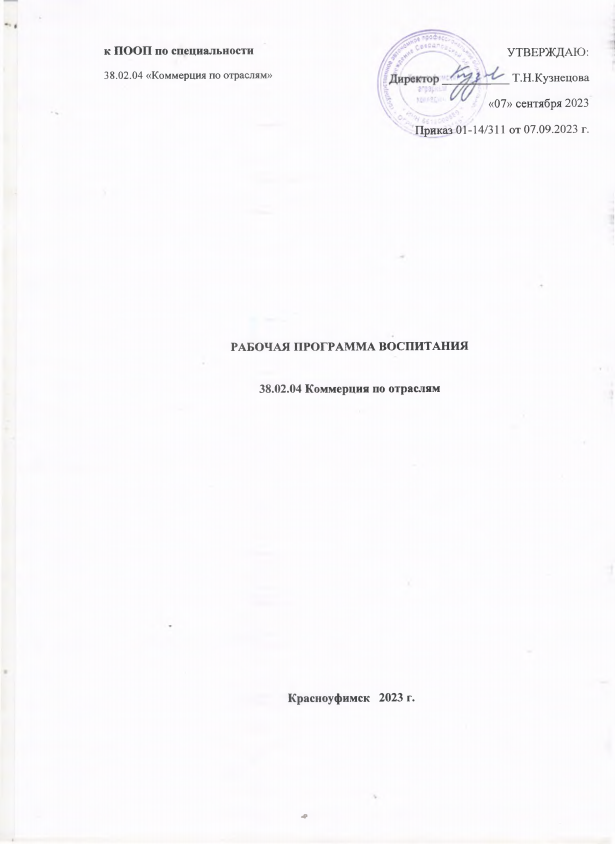 к ПООП по специальности
38.02.04 «Коммерция по отраслям»
УТВЕРЖДАЮ:
Директор ____________ Т.Н.Кузнецова
«07» сентября 2023
Приказ 01-14/311 от 07.09.2023 г.
РАБОЧАЯ ПРОГРАММА ВОСПИТАНИЯ
38.02.04 Коммерция по отраслям
Красноуфимск 2023 г.